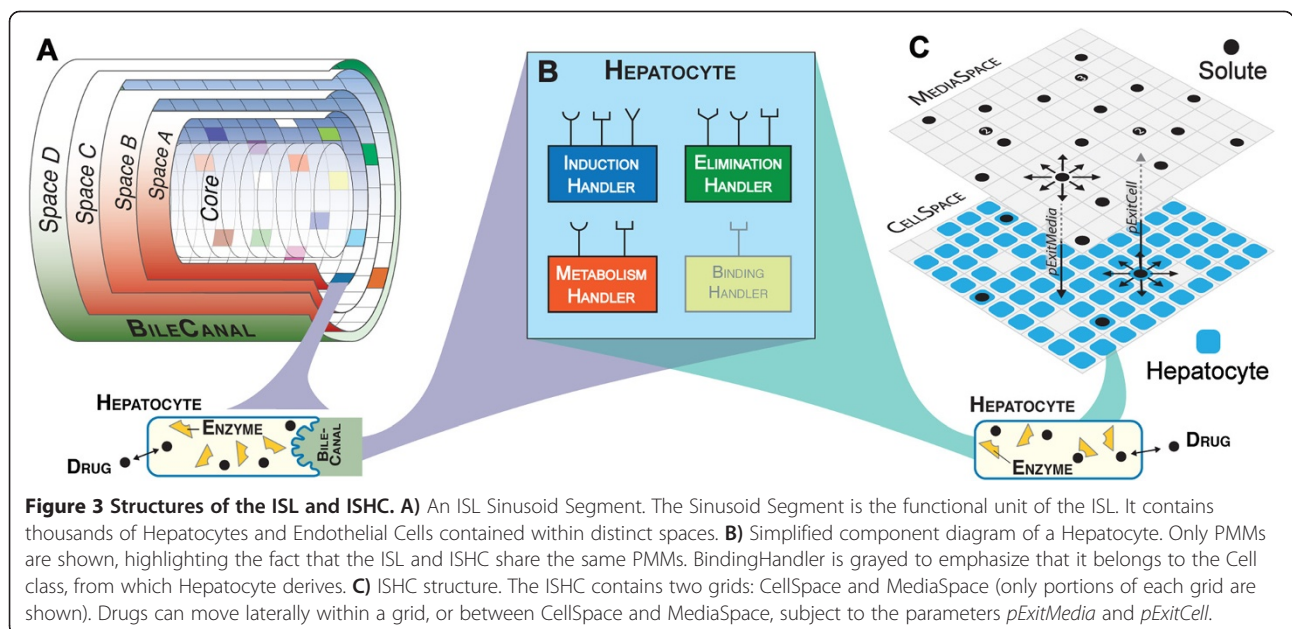 A
Space D
Space C
Space B
Space A
Core
BILECANAL
HEPATOCYTE
ENZYME
DRUG
BILE-
CANAL
B
HEPATOCYTE
INDUCTION
HANDLER
ELIMINATION
HANDLER
METABOLISM
HANDLER
BINDING
HANDLER
C
Solute
MEDIASPACE
3
2
2
CELLSPACE
pExitMedia
pExitCell
Hepatocyte
HEPATOCYTE
DRUG
ENZYME
Figure 3 Structures of the ISL and ISHC. A) An ISL Sinusoid Segment. The Sinusoid Segment is the functional unit of the ISL. It contains
thousands of Hepatocytes and Endothelial Cells contained within distinct spaces. B) Simplified component diagram of a Hepatocyte. Only PMMs
are shown, highlighting the fact that the ISL and ISHC share the same PMMs. BindingHandler is grayed to emphasize that it belongs to the Cell
class, from which Hepatocyte derives. C) ISHC structure. The ISHC contains two grids: CellSpace and MediaSpace (only portions of each grid are
shown). Drugs can move laterally within a grid, or between CellSpace and MediaSpace, subject to the parameters pExitMedia and pExitCell.